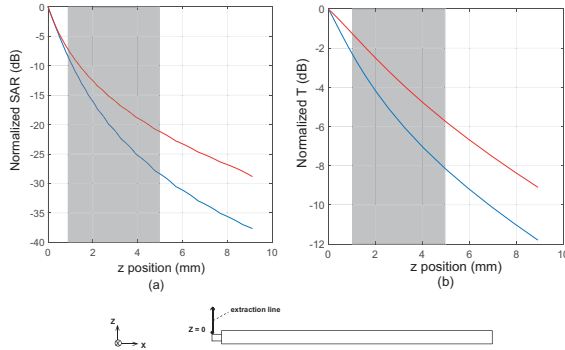 Normalized SAR (dB)
0
-5
-10
-15
-20
-25
-30
-35
-40
0 2 4 6 8 10
z position (mm)
(a)
Normalized T (dB)
0
-2
-4
-6
-8
-10
-12
0 2 4 6 8 10
z position (mm)
(b)
extraction line
Z = 0
Z
X